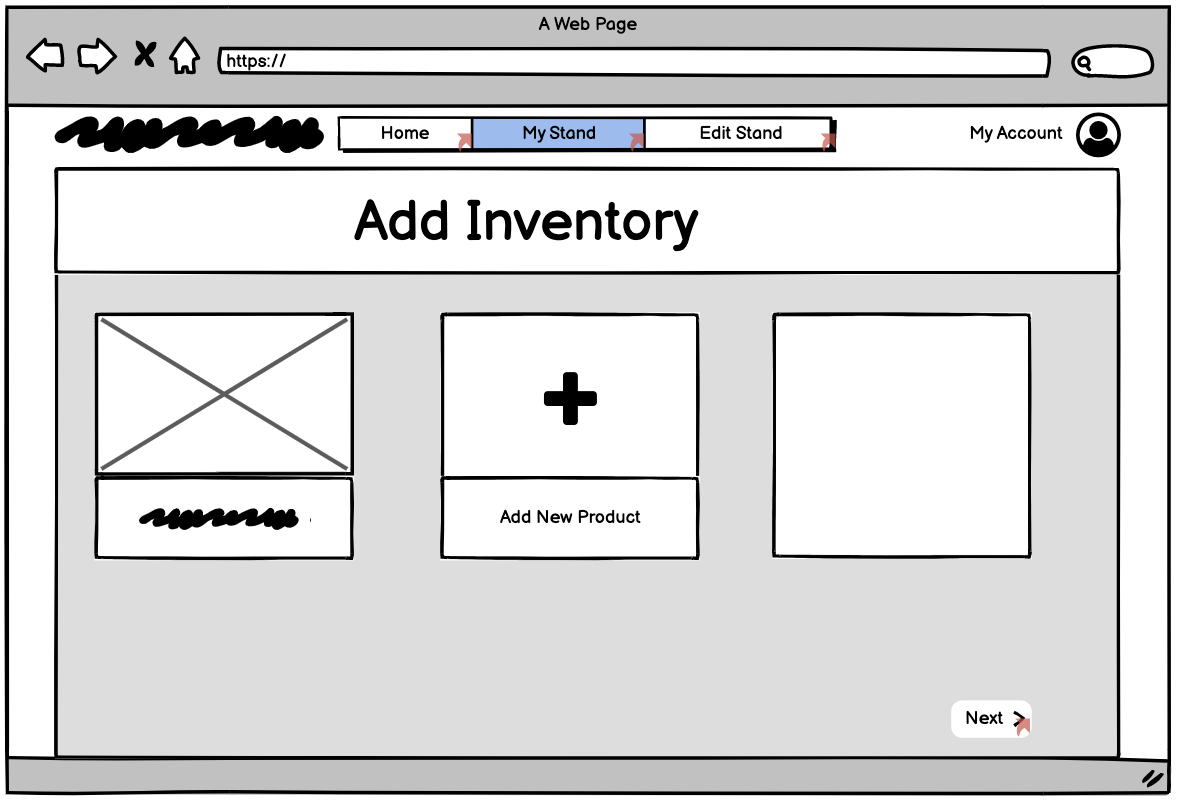 A Web Page
https://
Home My Stand Edit Stand My Account
Add Inventory
Add New Product
Next >